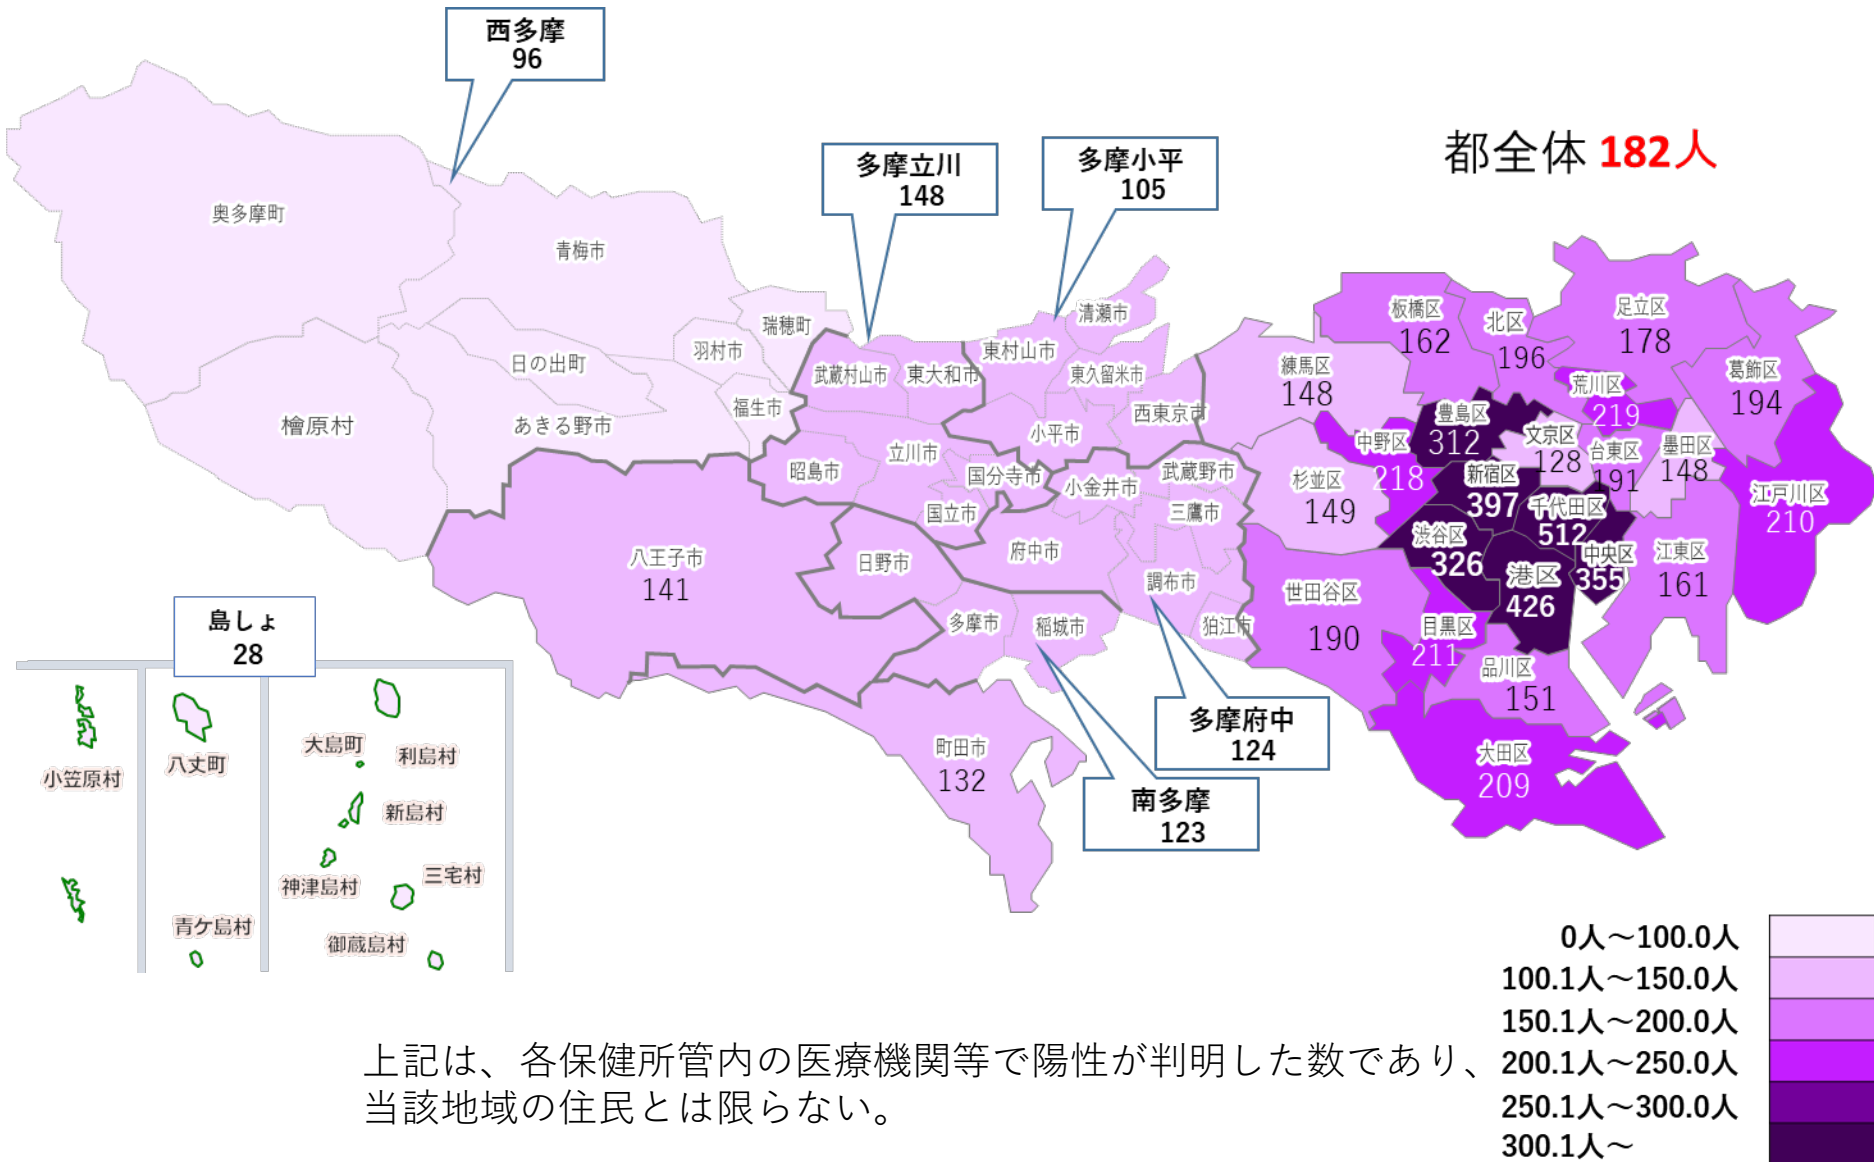 西多摩
96
多摩立川
148
多摩小平
105
都全体 182人
奥多摩町
青梅市
瑞穂町
羽村市
日の出町
福生市
あきる野市
檜原村
武蔵村山市
東大和市
東村山市
清瀬市
東久留米市
西東京市
小平市
昭島市
立川市
国分寺市
国立市
小金井市
武蔵野市
三鷹市
府中市
調布市
狛江市
八王子市
141
日野市
多摩市
稲城市
町田市
132
多摩府中
124
南多摩
123
板橋区
162
北区
196
足立区
178
葛飾区
194
練馬区
148
豊島区
312
荒川区
219
中野区
218
文京区
128
台東区
191
墨田区
148
江戸川区
210
杉並区
149
新宿区
397
千代田区
512
渋谷区
326
中央区
355
江東区
161
港区
426
世田谷区
190
目黒区
211
品川区
151
大田区
209
島しょ
28
小笠原村
八丈町
青ケ島村
大島町
利島村
新島村
神津島村
三宅村
御蔵島村
0人～100.0人
100.1人～150.0人
150.1人～200.0人
200.1人～250.0人
250.1人～300.0人
300.1人～
上記は、各保健所管内の医療機関等で陽性が判明した数であり、
当該地域の住民とは限らない。